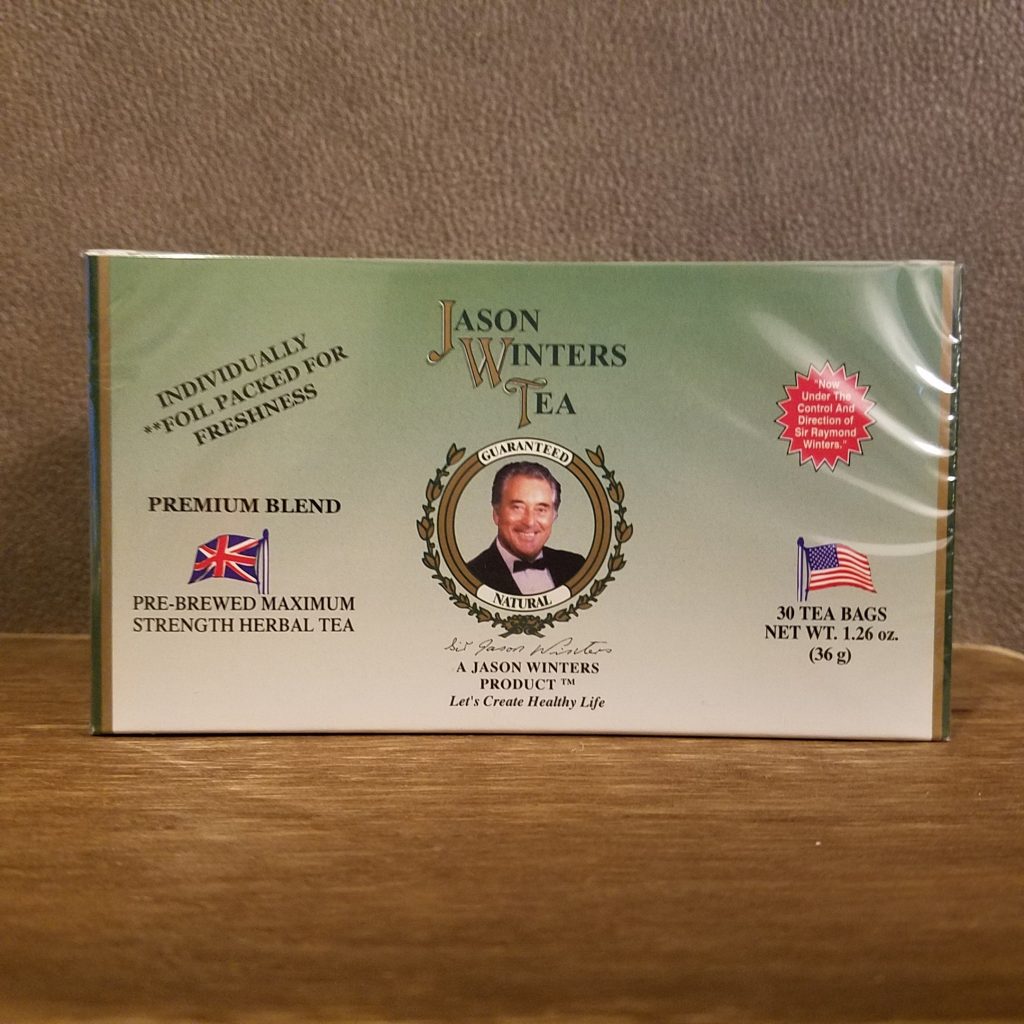 JASON
WINTERS
TEA
INDIVIDUALLY
**FOIL PACKED FOR
FRESHNESS
"Now
Under The
Control And
Direction of
Sir Raymond
Winters."
GUARANTEED
NATURAL
PREMIUM BLEND
PRE-BREWED MAXIMUM
STRENGTH HERBAL TEA
Sir Jason Winters
A JASON WINTERS
PRODUCT ™
Let's Create Healthy Life
30 TEA BAGS
NET WT. 1.26 oz.
(36 g)